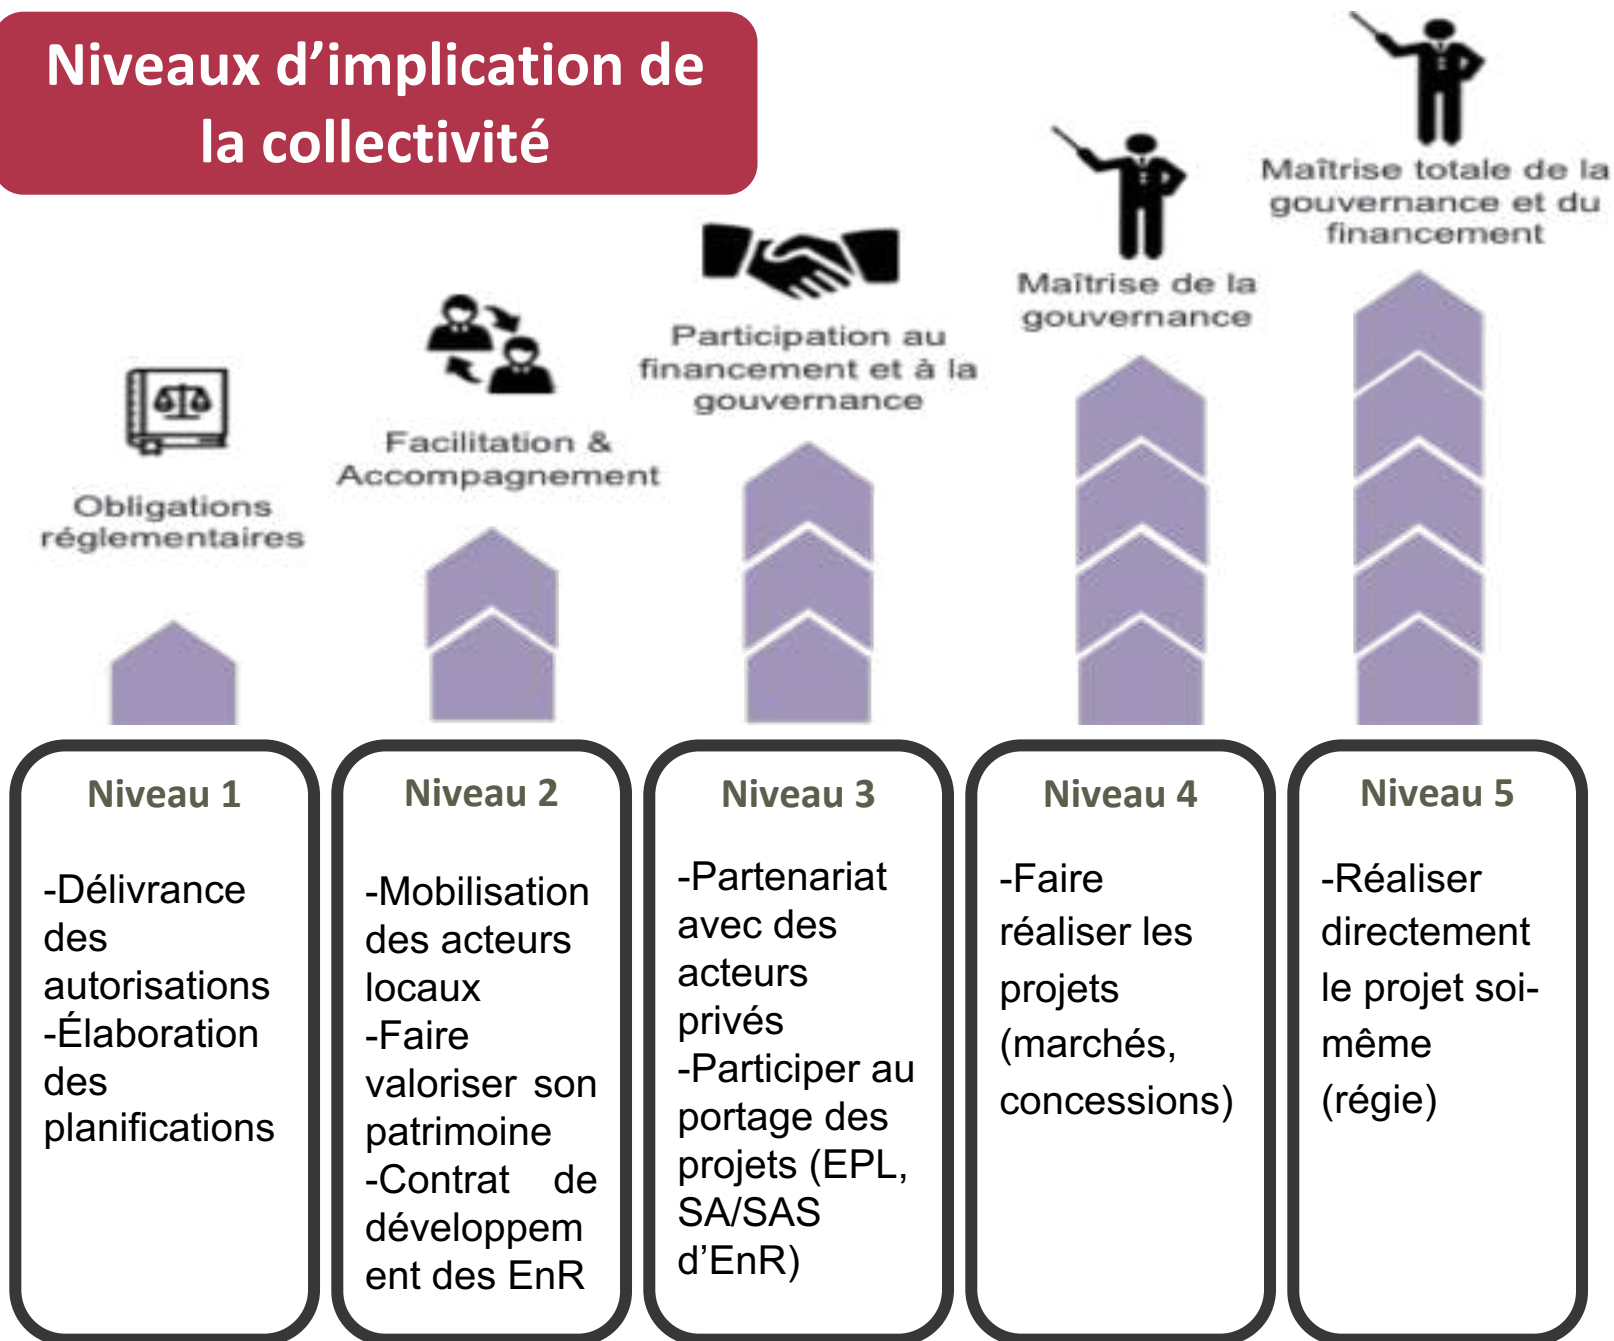 Niveaux d’implication de
la collectivité
Obligations
réglementaires
Facilitation &
Accompagnement
Participation au
financement et à la
gouvernance
Maîtrise de la
gouvernance
Maîtrise totale de la
gouvernance et du
financement
Niveau 1
-Délivrance
des
autorisations
-Élaboration
des
planifications
Niveau 2
-Mobilisation
des acteurs
locaux
-Faire
valoriser son
patrimoine
-Contrat de
développem
ent des EnR
Niveau 3
-Partenariat
avec des
acteurs
privés
-Participer au
portage des
projets (EPL,
SA/SAS
d’EnR)
Niveau 4
-Faire
réaliser les
projets
(marchés,
concessions)
Niveau 5
-Réaliser
directement
le projet soi-
même
(régie)